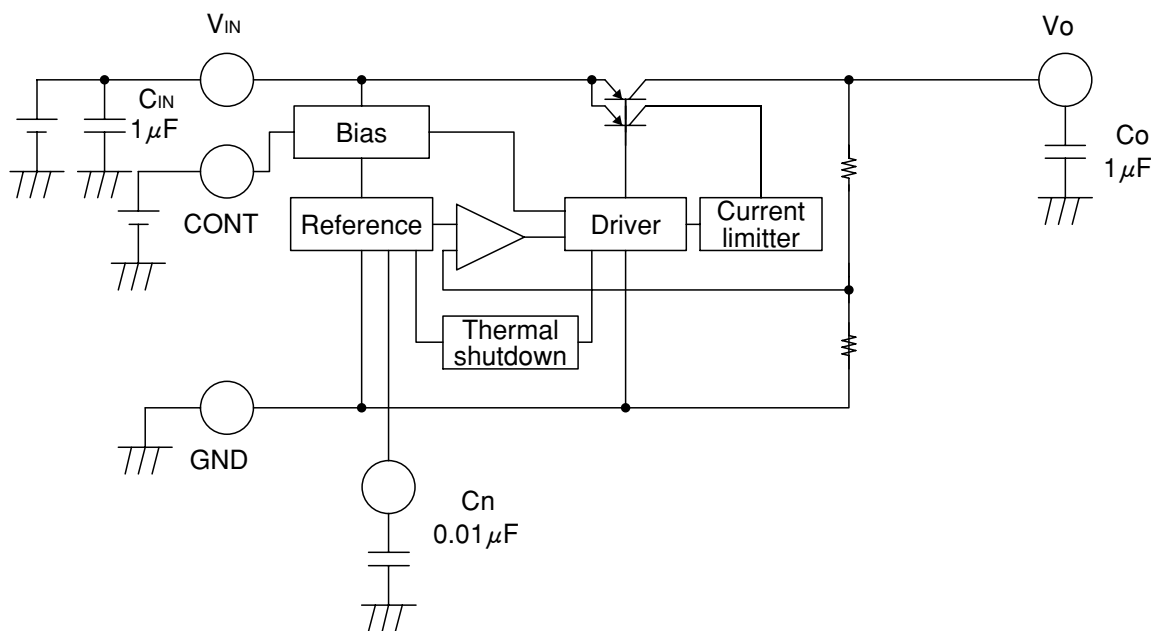 VIN
Vo
CIN
1μF
Bias
Co
1μF
CONT
Reference
Driver
Current
limitter
Thermal
shutdown
GND
Cn
0.01μF